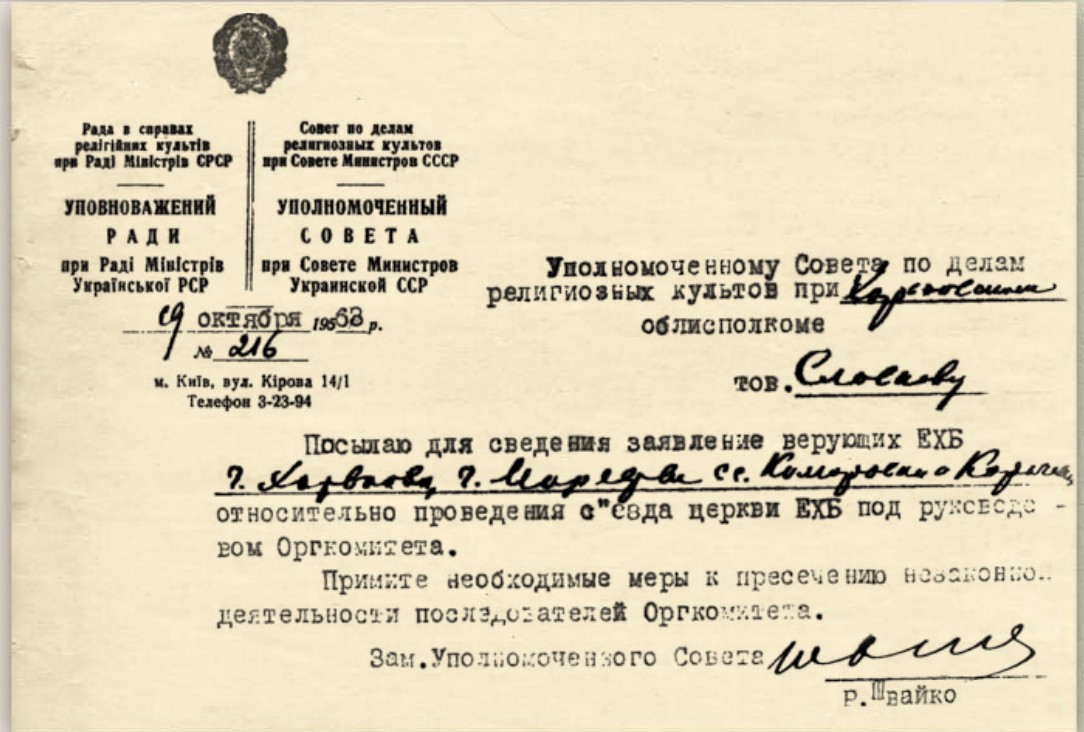 Рада в справах
релігійних культів
при Раді Міністрів СРСР
УПОВНОВАЖЕНИЙ
РАДИ
при Раді Міністрів
Української РСР
Совет по делам
религиозных культов
при Совете Министров СССР
УПОЛНОМОЧЕННЫЙ
СОВЕТА
при Совете Министров
Украинской ССР
19 октября 1963 р.
№ 216
м. Київ, вул. Кірова 14/1
Телефон 3-23-94
Уполномоченному Совета по делам
религиозных культов при Харьковском
облисполкоме
тов.
Посылаю для сведения заявление верующих ЕХБ
г. Харькова, г. сс.
относительно проведения с"езда церкви ЕХБ под руководс-
вом Оргкомитета.
Примите необходимые меры к пресечению незаконной
деятельности последователей Оргкомитета.
Зам.Уполномоченного Совета
Р.Швайко